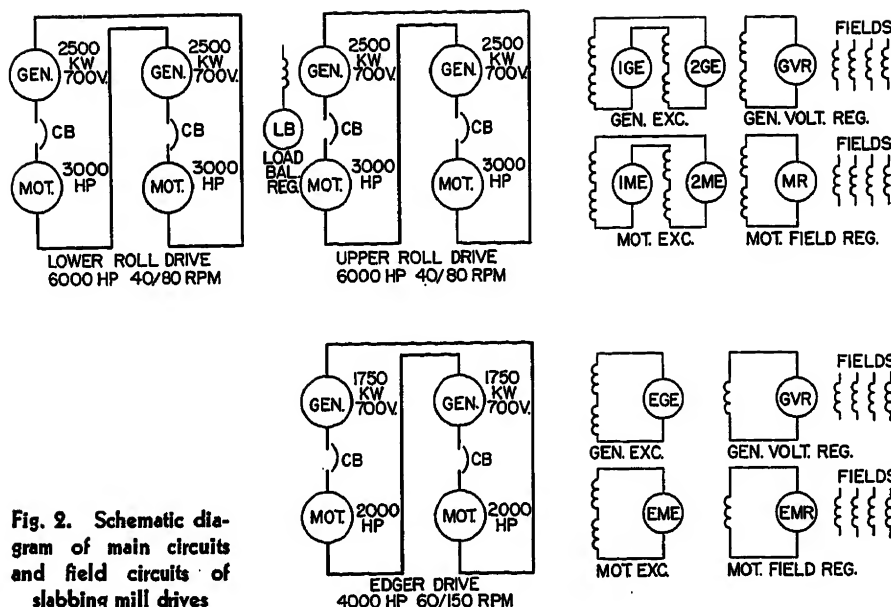 2500
KW
700V.
GEN.
CB
3000
HP
MOT.
2500
KW
700V.
GEN.
CB
3000
HP
MOT.
LOWER ROLL DRIVE
6000 HP 40/80 RPM
2500
KW
700V.
GEN.
LB
CB
LOAD
BAL.
REG.
3000
HP
MOT.
2500
KW
700V.
GEN.
CB
3000
HP
MOT.
UPPER ROLL DRIVE
6000 HP 40/80 RPM
1GE
2GE
GEN. EXC.
GVR
FIELDS
GEN. VOLT. REG.
1ME
2ME
MOT. EXC.
MR
FIELDS
MOT. FIELD REG.
1750
KW
700V.
GEN.
CB
2000
HP
MOT.
1750
KW
700V.
GEN.
CB
2000
HP
MOT.
EDGER DRIVE
4000 HP 60/150 RPM
EGE
GEN. EXC.
GVR
FIELDS
GEN. VOLT. REG.
EME
MOT. EXC.
EMR
FIELDS
MOT. FIELD REG.
Fig. 2. Schematic dia-
gram of main circuits
and field circuits of
slabbing mill drives